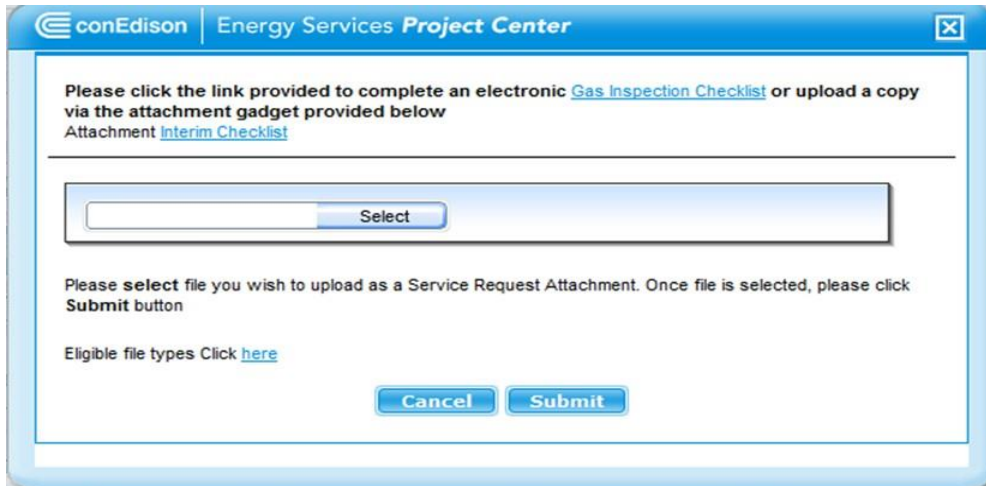 conEdison Energy Services Project Center
Please click the link provided to complete an electronic Gas Inspection Checklist or upload a copy
via the attachment gadget provided below
Attachment Interim Checklist
Select
Please select file you wish to upload as a Service Request Attachment. Once file is selected, please click
Submit button
Eligible file types Click here
Cancel Submit